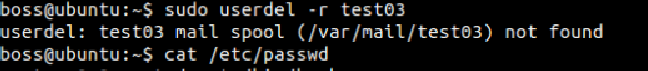 boss@ubuntu:~$ sudo userdel -r test03
userdel: test03 mail spool (/var/mail/test03) not found
boss@ubuntu:~$ cat /etc/passwd